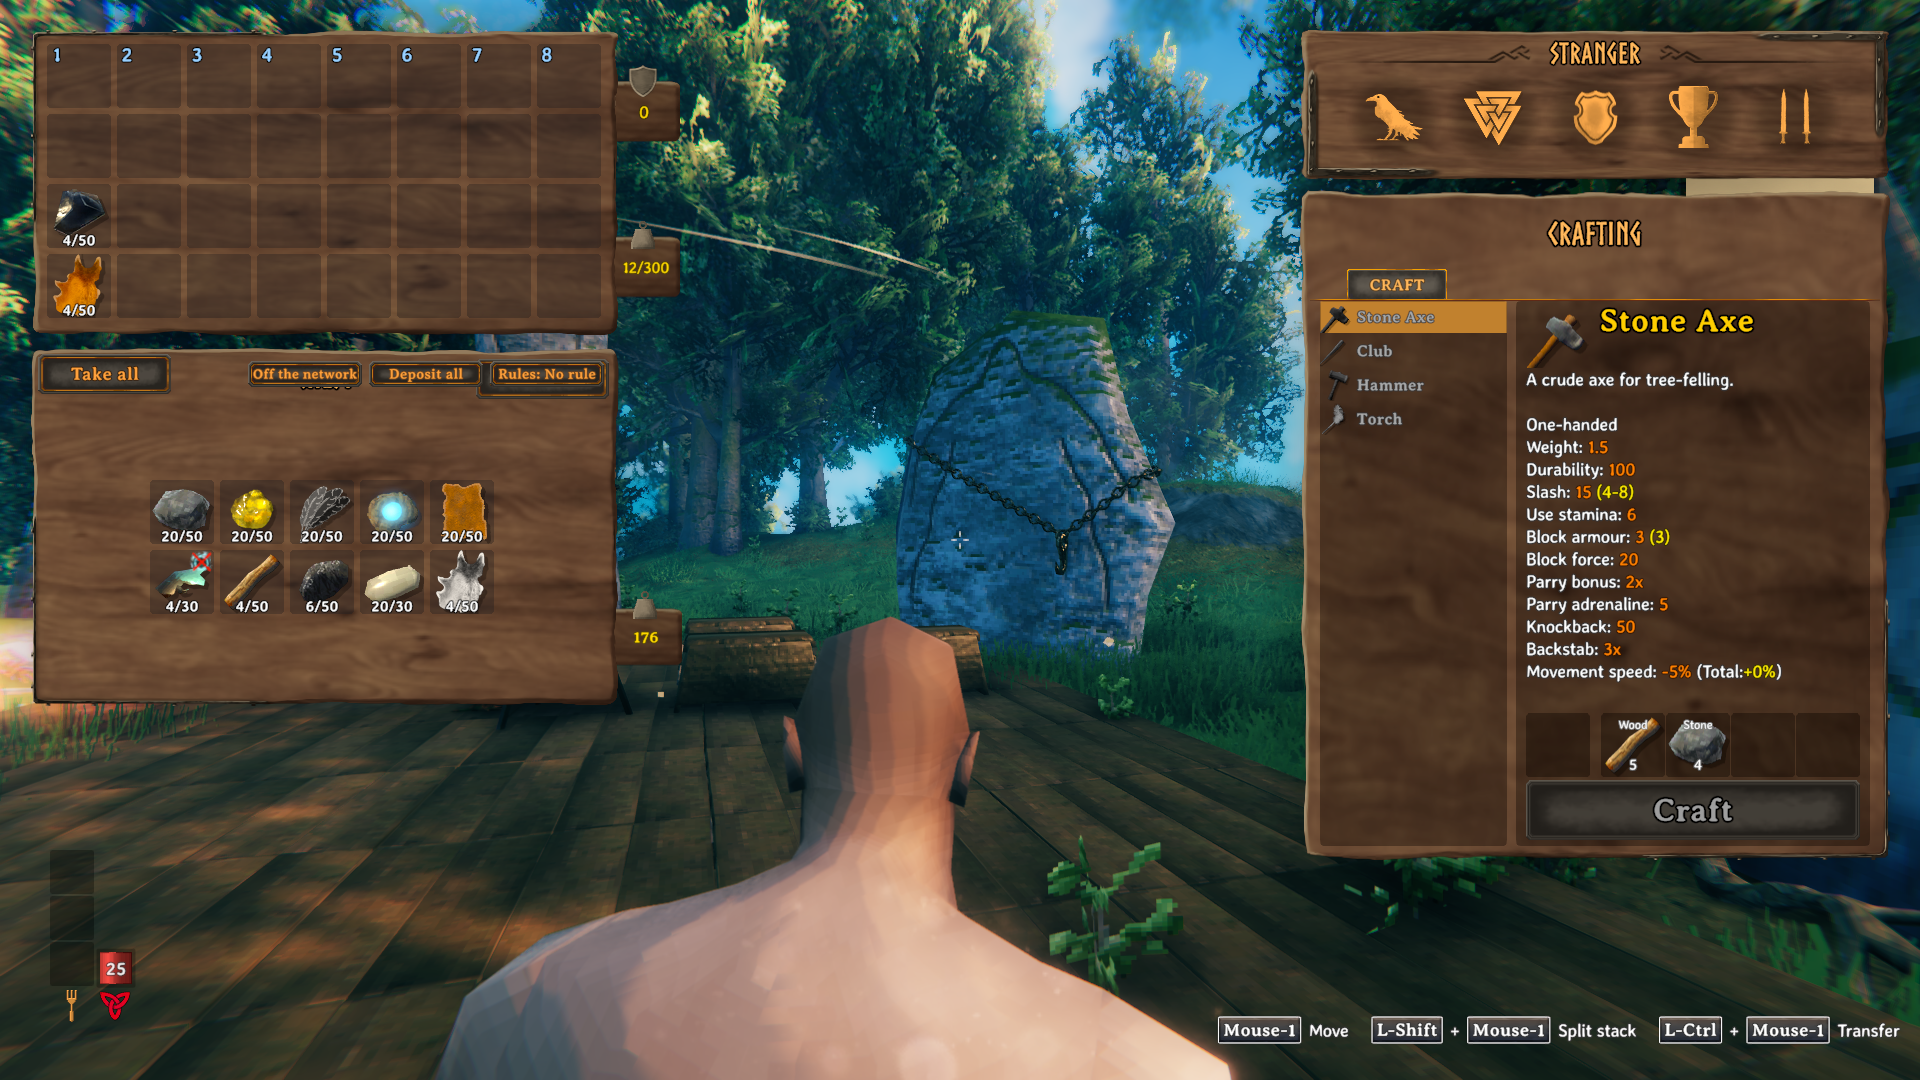 1 2 3 4 5 6 7 8
4/50
4/50
0
12/300
Take all
Off the network
Deposit all
Rules: No rule
20/50 20/50 20/50 20/50 20/50
4/30 4/50 6/50 20/30 4/50
176
25
STRANGER
CRAFTING
CRAFT
Stone Axe
Club
Hammer
Torch
Stone Axe
A crude axe for tree-felling.
One-handed
Weight: 1.5
Durability: 100
Slash: 15 (4-8)
Use stamina: 6
Block armour: 3 (3)
Block force: 20
Parry bonus: 2x
Parry adrenaline: 5
Knockback: 50
Backstab: 3x
Movement speed: -5% (Total:+0%)
Wood Stone
5 4
Craft
Mouse-1 Move L-Shift + Mouse-1 Split stack L-Ctrl + Mouse-1 Transfer